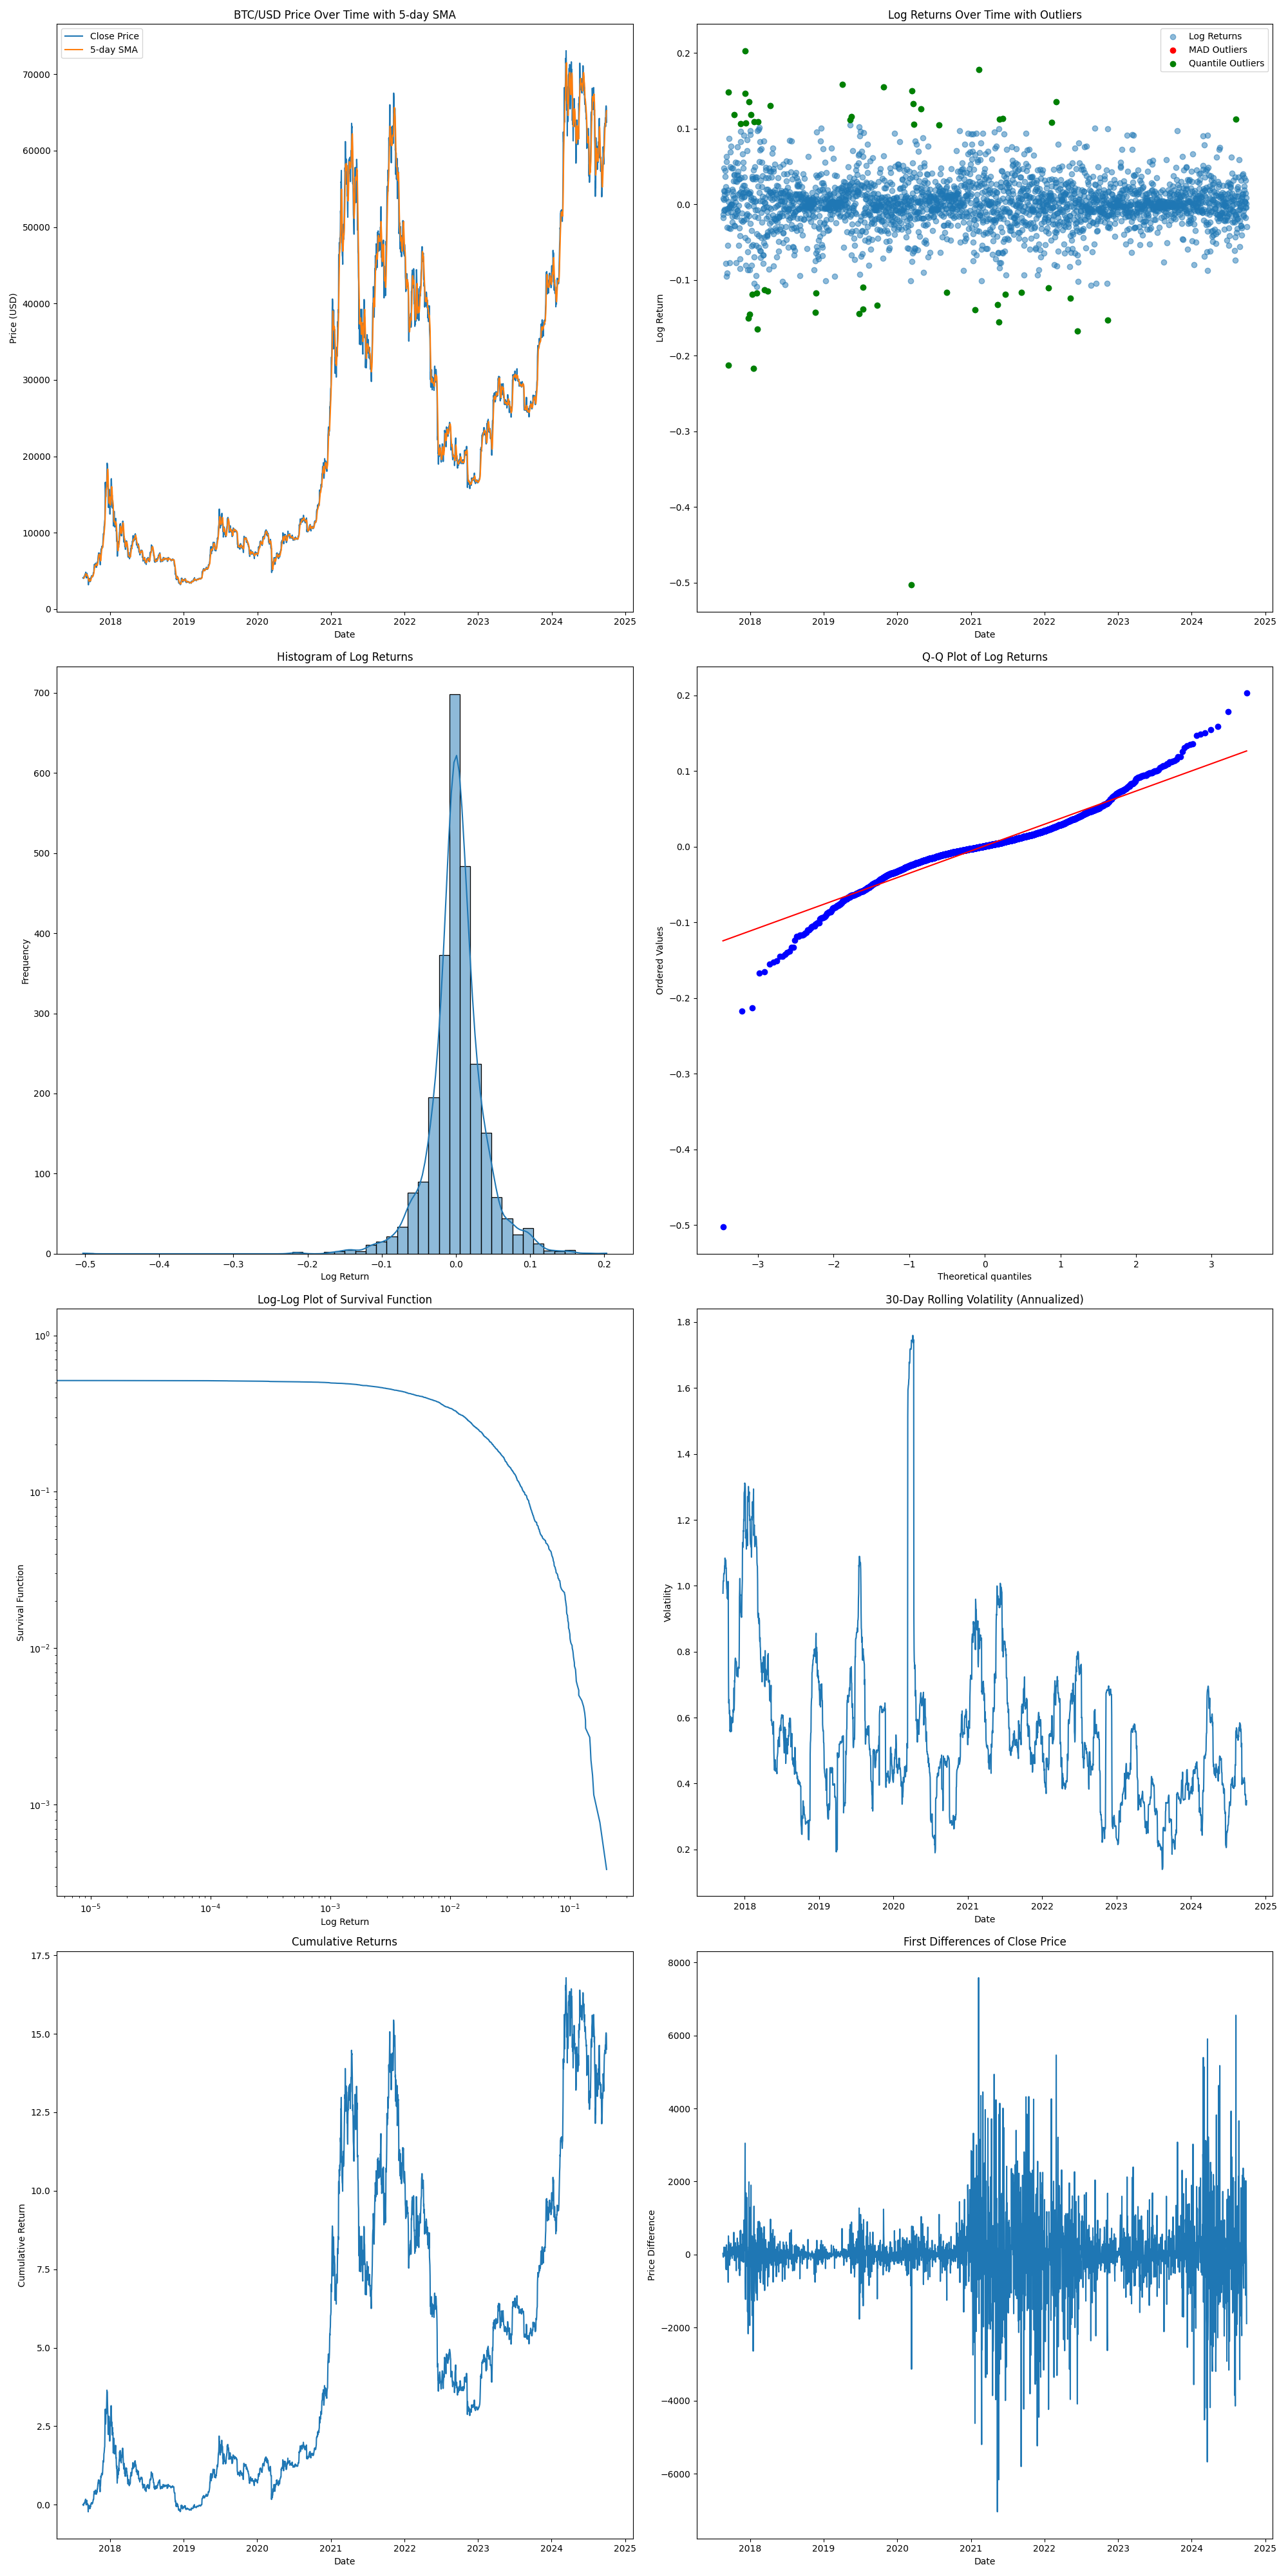 BTC/USD Price Over Time with 5-day SMA
Close Price
5-day SMA
70000
60000
50000
40000
30000
20000
10000
0
Price (USD)
2018 2019 2020 2021 2022 2023 2024 2025
Date
Log Returns Over Time with Outliers
Log Returns
MAD Outliers
Quantile Outliers
0.2
0.1
0.0
−0.1
−0.2
−0.3
−0.4
−0.5
Log Return
2018 2019 2020 2021 2022 2023 2024 2025
Date
Histogram of Log Returns
700
600
500
400
300
200
100
0
Frequency
−0.5 −0.4 −0.3 −0.2 −0.1 0.0 0.1 0.2
Log Return
Q-Q Plot of Log Returns
0.2
0.1
0.0
−0.1
−0.2
−0.3
−0.4
−0.5
Ordered Values
−3 −2 −1 0 1 2 3
Theoretical quantiles
Log-Log Plot of Survival Function
10⁰
10⁻¹
10⁻²
10⁻³
Survival Function
10⁻⁵ 10⁻⁴ 10⁻³ 10⁻² 10⁻¹
Log Return
30-Day Rolling Volatility (Annualized)
1.8
1.6
1.4
1.2
1.0
0.8
0.6
0.4
0.2
Volatility
2018 2019 2020 2021 2022 2023 2024 2025
Date
Cumulative Returns
17.5
15.0
12.5
10.0
7.5
5.0
2.5
0.0
Cumulative Return
2018 2019 2020 2021 2022 2023 2024 2025
Date
First Differences of Close Price
8000
6000
4000
2000
0
−2000
−4000
−6000
Price Difference
2018 2019 2020 2021 2022 2023 2024 2025
Date